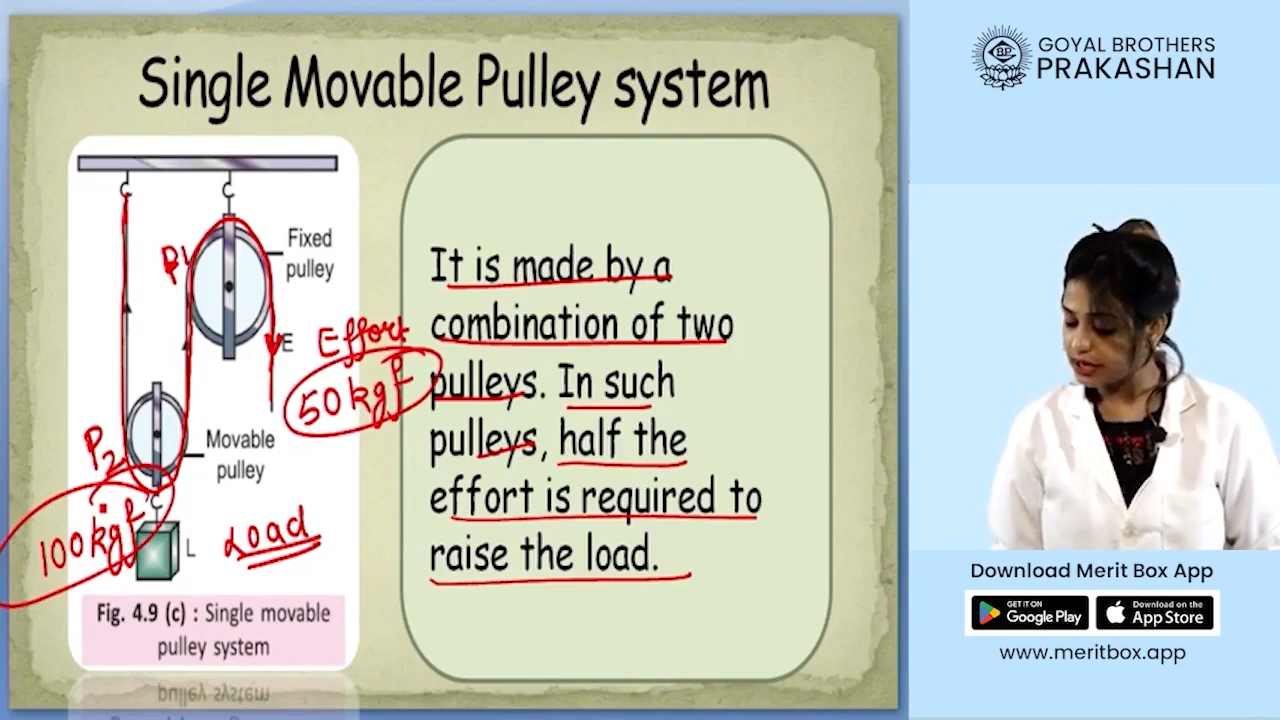 Single Movable Pulley system
C
C
P1
Fixed
pulley
E
Effort
50 kgf
P2
Movable
pulley
C
100 kgf
L
Load
Fig. 4.9 (c) : Single movable
pulley system
It is made by a
combination of two
pulleys. In such
pulleys, half the
effort is required to
raise the load.
GBP
GOYAL BROTHERS
PRAKASHAN
Download Merit Box App
GET IT ON
Google Play
Download on the
App Store
www.meritbox.app